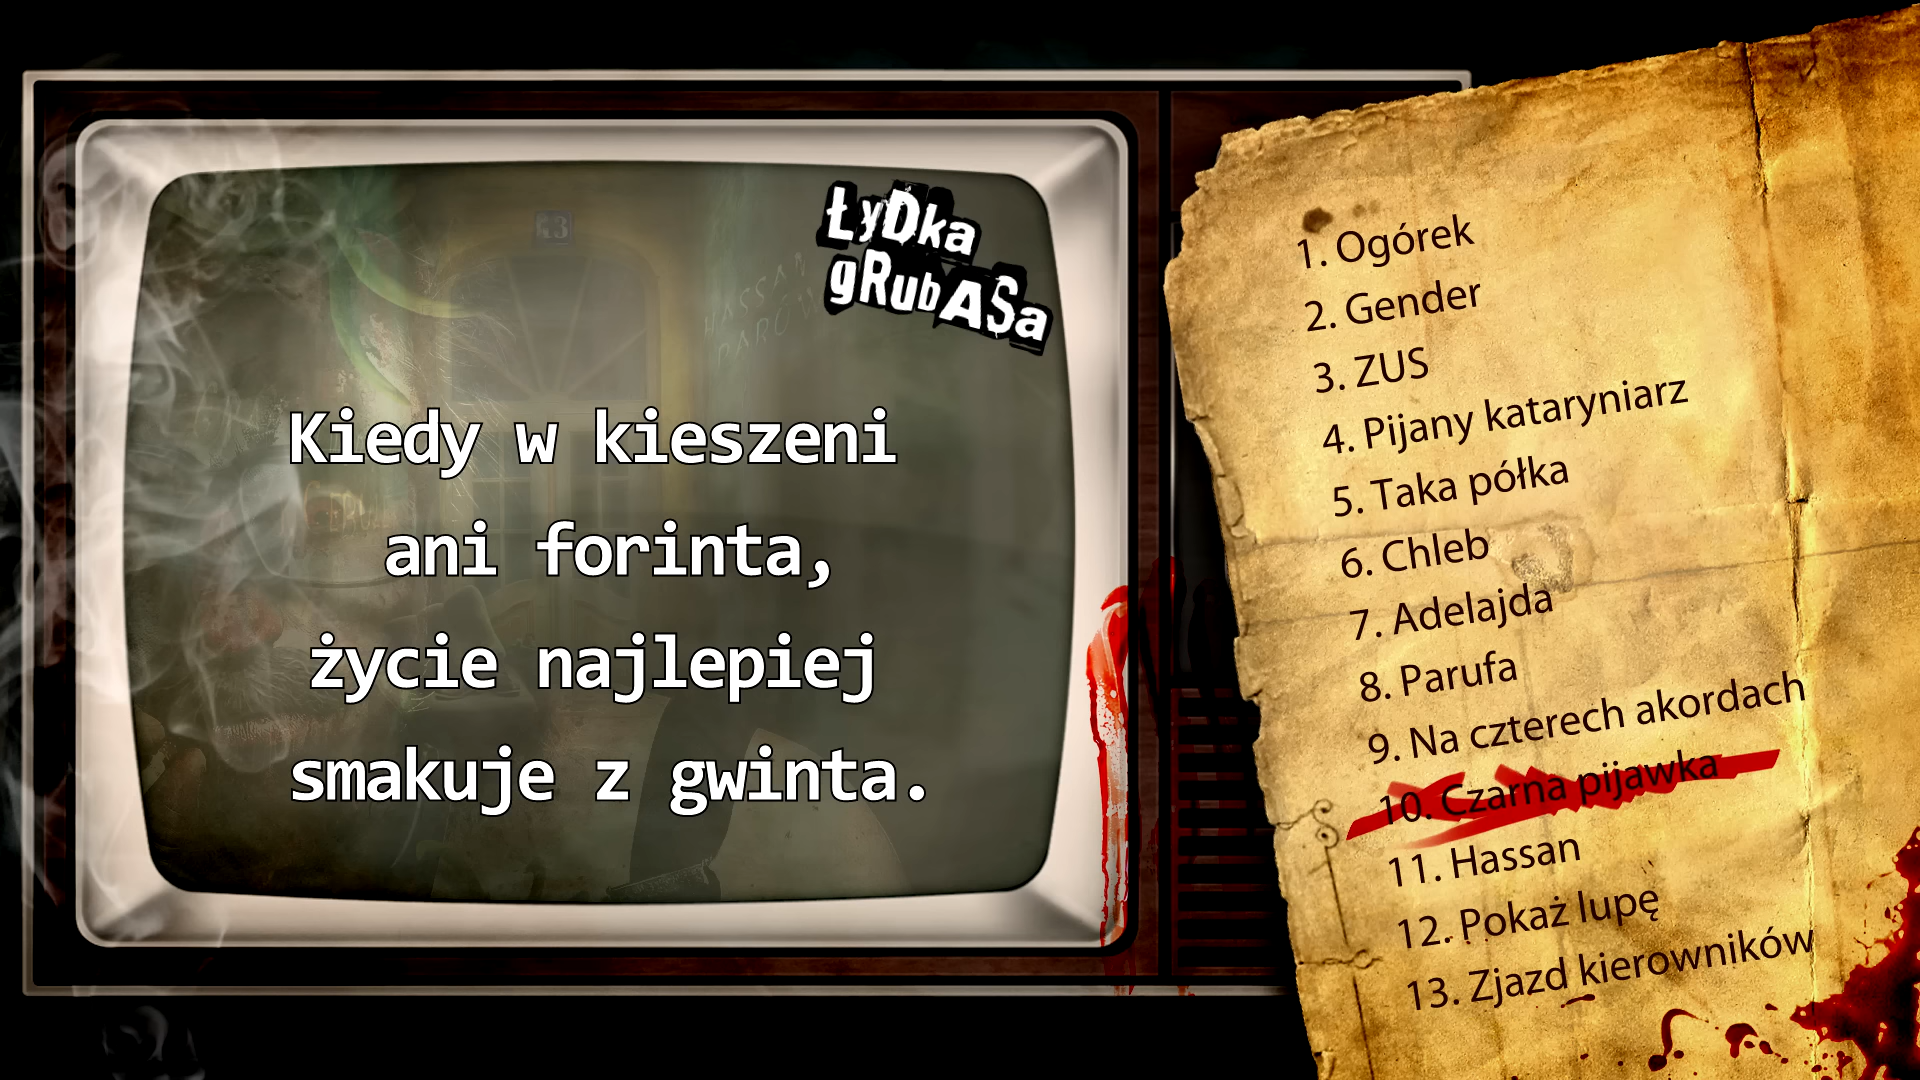 ŁyDka
gRubASa
Kiedy w kieszeni
ani forinta,
życie najlepiej
smakuje z gwinta.
43
HASSAN
1. Ogórek
2. Gender
3. ZUS
4. Pijany kataryniarz
5. Taka półka
6. Chleb
7. Adelajda
8. Parufa
9. Na czterech akordach
10. Czarna pijawka
11. Hassan
12. Pokaż lupę
13. Zjazd kierowników